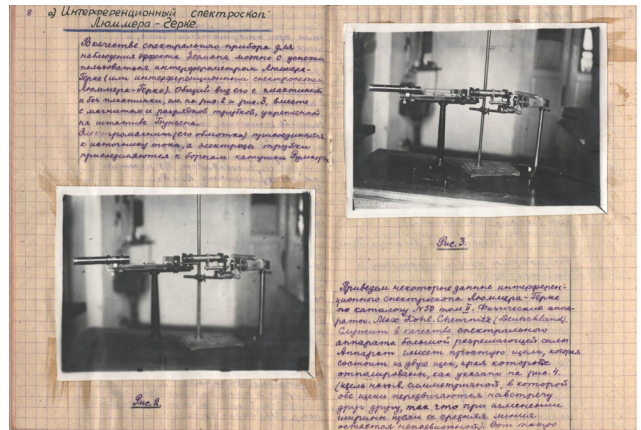 8
а) Интерференционный спектроскоп
Люммера - Герке.
В качестве спектрального прибора для
наблюдения эффекта Зеемана можно с успехом
пользоваться интерферометром Люммера-
Герке (или интерференционным спектроскопом
Люммера-Герке). Общий вид его с пластинкой
и без пластинки, см. на рис. 2 и рис. 3, вместе
с магнитом и разрядной трубкой, укрепленной
на штативе Бунзена.
Электромагнит (его обмотка) присоединяется
к источнику тока, а электроды трубки
присоединяются к борнам катушки Румкорфа
Рис. 2.
Рис. 3.
Приведем некоторые данные интерферен-
ционного спектроскопа Люммера-Герке
по каталогу N 50 том II. Физические аппа-
раты. Max Kohl. Chemnitz (Deutschland).
Служит в качестве спектрального
аппарата большой разрешающей силы
Аппарат имеет простую щель, которая
состоит из двух щек, края которых
отполированы, как указано на рис. 4.
(щель наз. симметричной, в которой
обе щеки передвигаются навстречу
друг другу, так что при изменении
ширины щели ее средняя линия
остается неподвижной). Вот такую